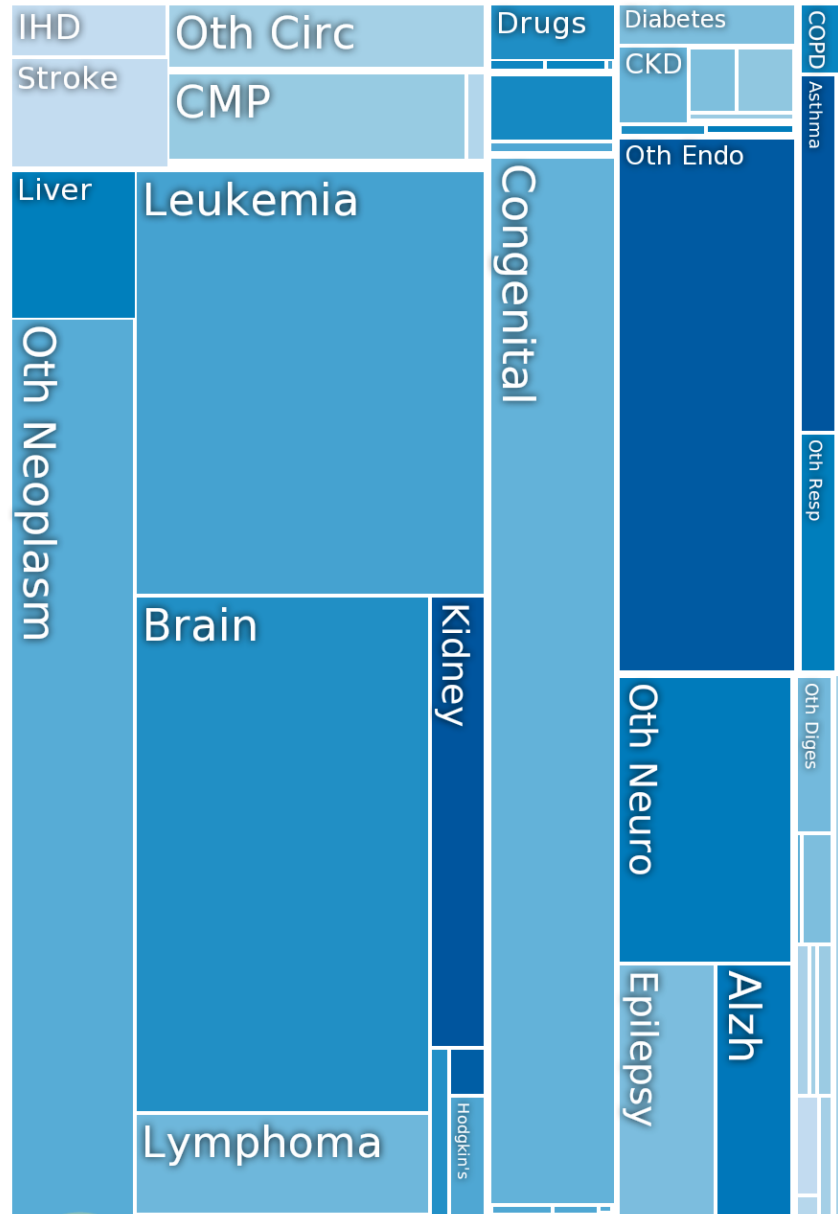 IHD
Oth Circ
Stroke
CMP
Liver
Leukemia
Oth Neoplasm
Brain
Kidney
Lymphoma
Hodgkin's
Drugs
Congenital
Diabetes
CKD
Oth Endo
COPD
Asthma
Oth Resp
Oth Neuro
Oth Diges
Epilepsy
Alzh